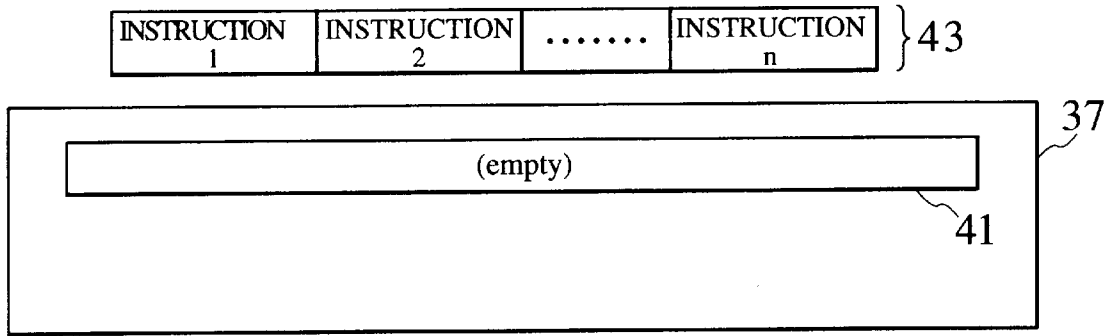 INSTRUCTION INSTRUCTION ....... INSTRUCTION 43
1 2 n
37
(empty)
41